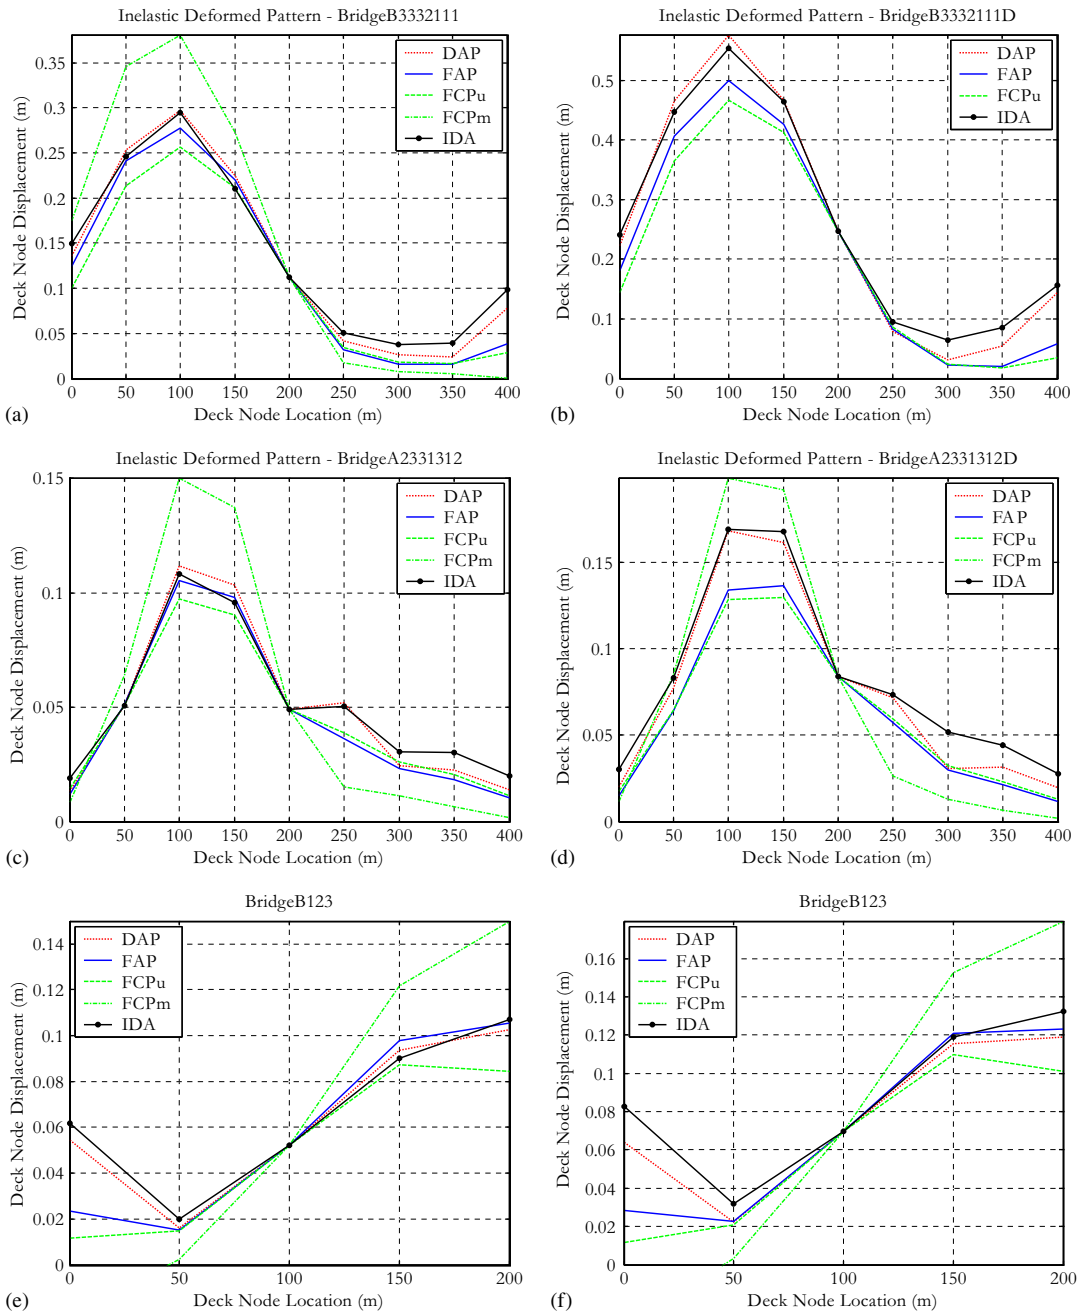 Inelastic Deformed Pattern - BridgeB3332111
Deck Node Displacement (m)
0.35
0.3
0.25
0.2
0.15
0.1
0.05
0
DAP
FAP
FCPu
FCPm
IDA
0 50 100 150 200 250 300 350 400
(a) Deck Node Location (m)
Inelastic Deformed Pattern - BridgeB3332111D
Deck Node Displacement (m)
0.5
0.4
0.3
0.2
0.1
0
DAP
FAP
FCPu
IDA
0 50 100 150 200 250 300 350 400
(b) Deck Node Location (m)
Inelastic Deformed Pattern - BridgeA2331312
Deck Node Displacement (m)
0.15
0.1
0.05
0
DAP
FAP
FCPu
FCPm
IDA
0 50 100 150 200 250 300 350 400
(c) Deck Node Location (m)
Inelastic Deformed Pattern - BridgeA2331312D
Deck Node Displacement (m)
0.15
0.1
0.05
0
DAP
FAP
FCPu
FCPm
IDA
0 50 100 150 200 250 300 350 400
(d) Deck Node Location (m)
BridgeB123
Deck Node Displacement (m)
0.14
0.12
0.1
0.08
0.06
0.04
0.02
0
DAP
FAP
FCPu
FCPm
IDA
0 50 100 150 200
(e) Deck Node Location (m)
BridgeB123
Deck Node Displacement (m)
0.16
0.14
0.12
0.1
0.08
0.06
0.04
0.02
0
DAP
FAP
FCPu
FCPm
IDA
0 50 100 150 200
(f) Deck Node Location (m)